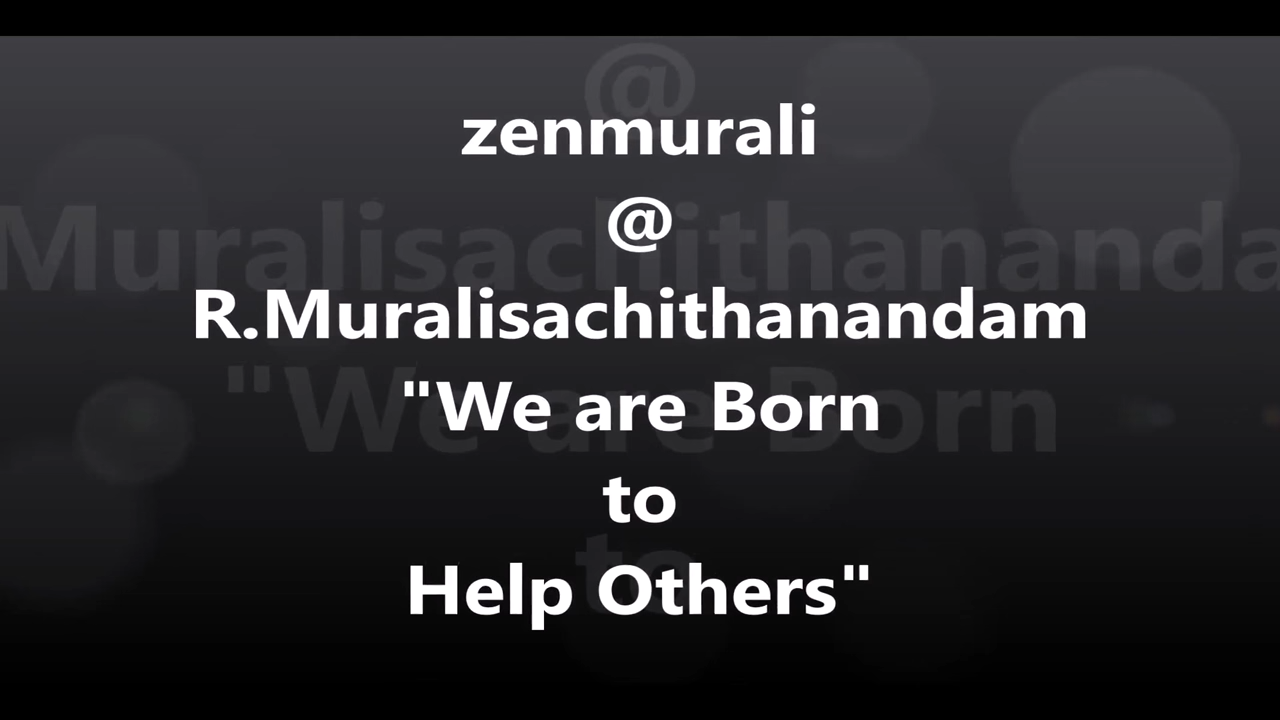 zenmurali
@
R.Muralisachithanandam
"We are Born
to
Help Others"